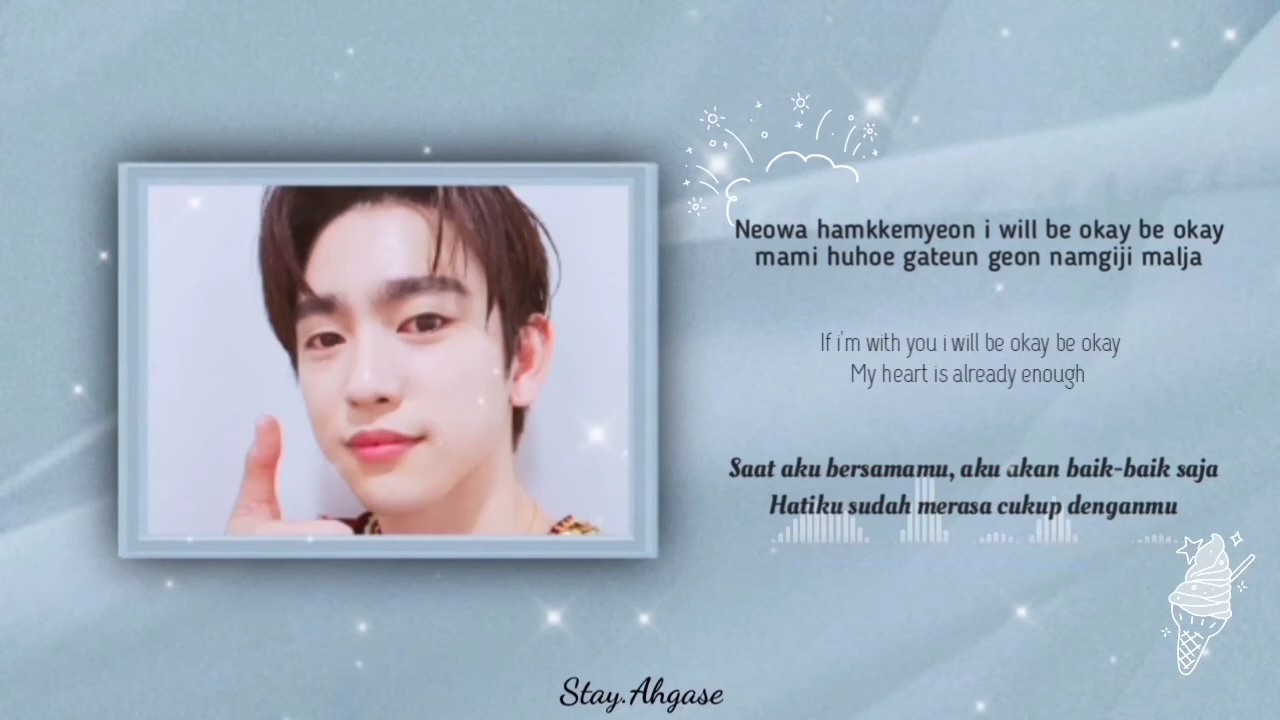 Neowa hamkkemyeon i will be okay be okay
mami huhoe gateun geon namgiji malja
If i'm with you i will be okay be okay
My heart is already enough
Saat aku bersamamu, aku akan baik-baik saja
Hatiku sudah merasa cukup denganmu
Stay.Ahgase